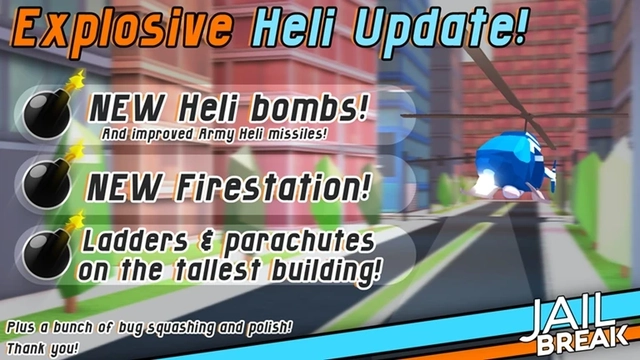 Explosive Heli Update!
NEW Heli bombs!
And improved Army Heli missiles!
NEW Firestation!
Ladders & parachutes
on the tallest building!
Plus a bunch of bug squashing and polish!
Thank you!
JAIL
BREAK